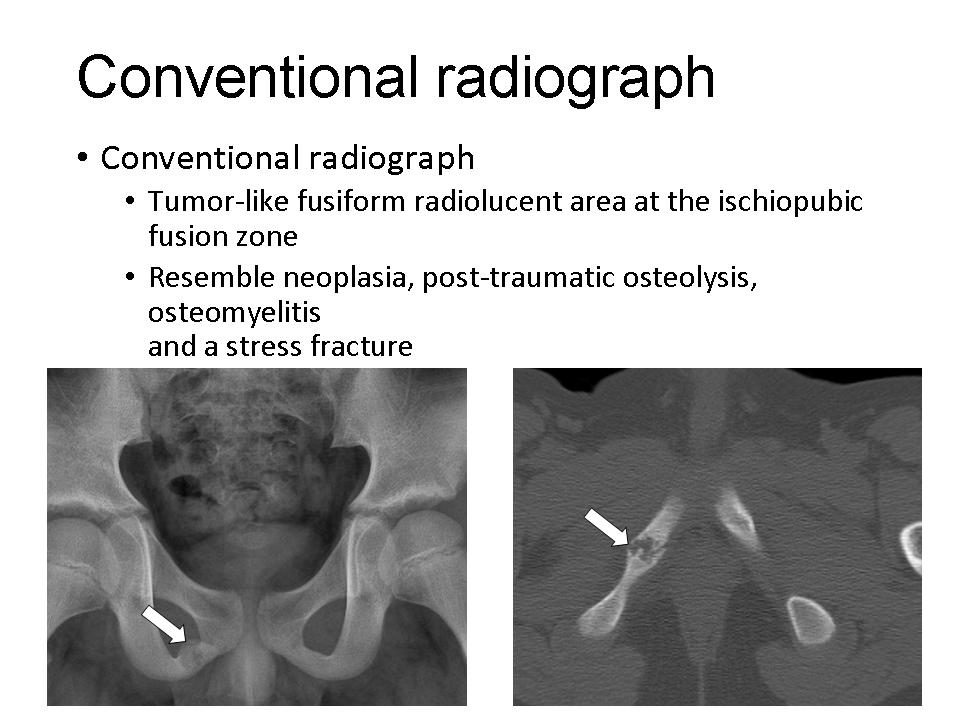 Conventional radiograph
• Conventional radiograph
• Tumor-like fusiform radiolucent area at the ischiopubic
fusion zone
• Resemble neoplasia, post-traumatic osteolysis,
osteomyelitis
and a stress fracture